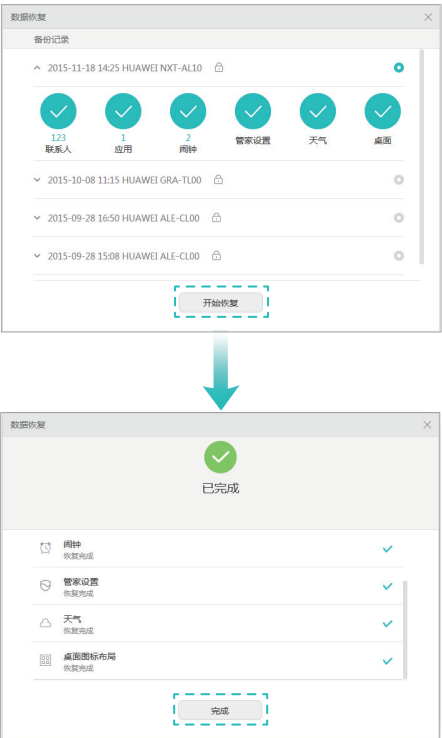 数据恢复
备份记录
2015-11-18 14:25 HUAWEI NXT-AL10
123 1 2
联系人 应用 闹钟 管家设置 天气 桌面
2015-10-08 11:15 HUAWEI GRA-TL00
2015-09-28 16:50 HUAWEI ALE-CL00
2015-09-28 15:08 HUAWEI ALE-CL00
开始恢复
数据恢复
已完成
闹钟
恢复完成
管家设置
恢复完成
天气
恢复完成
桌面图标布局
恢复完成
完成